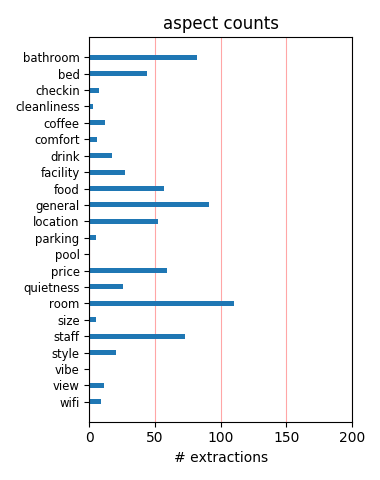 aspect counts
bathroom
bed
checkin
cleanliness
coffee
comfort
drink
facility
food
general
location
parking
pool
price
quietness
room
size
staff
style
vibe
view
wifi
0 50 100 150 200
# extractions